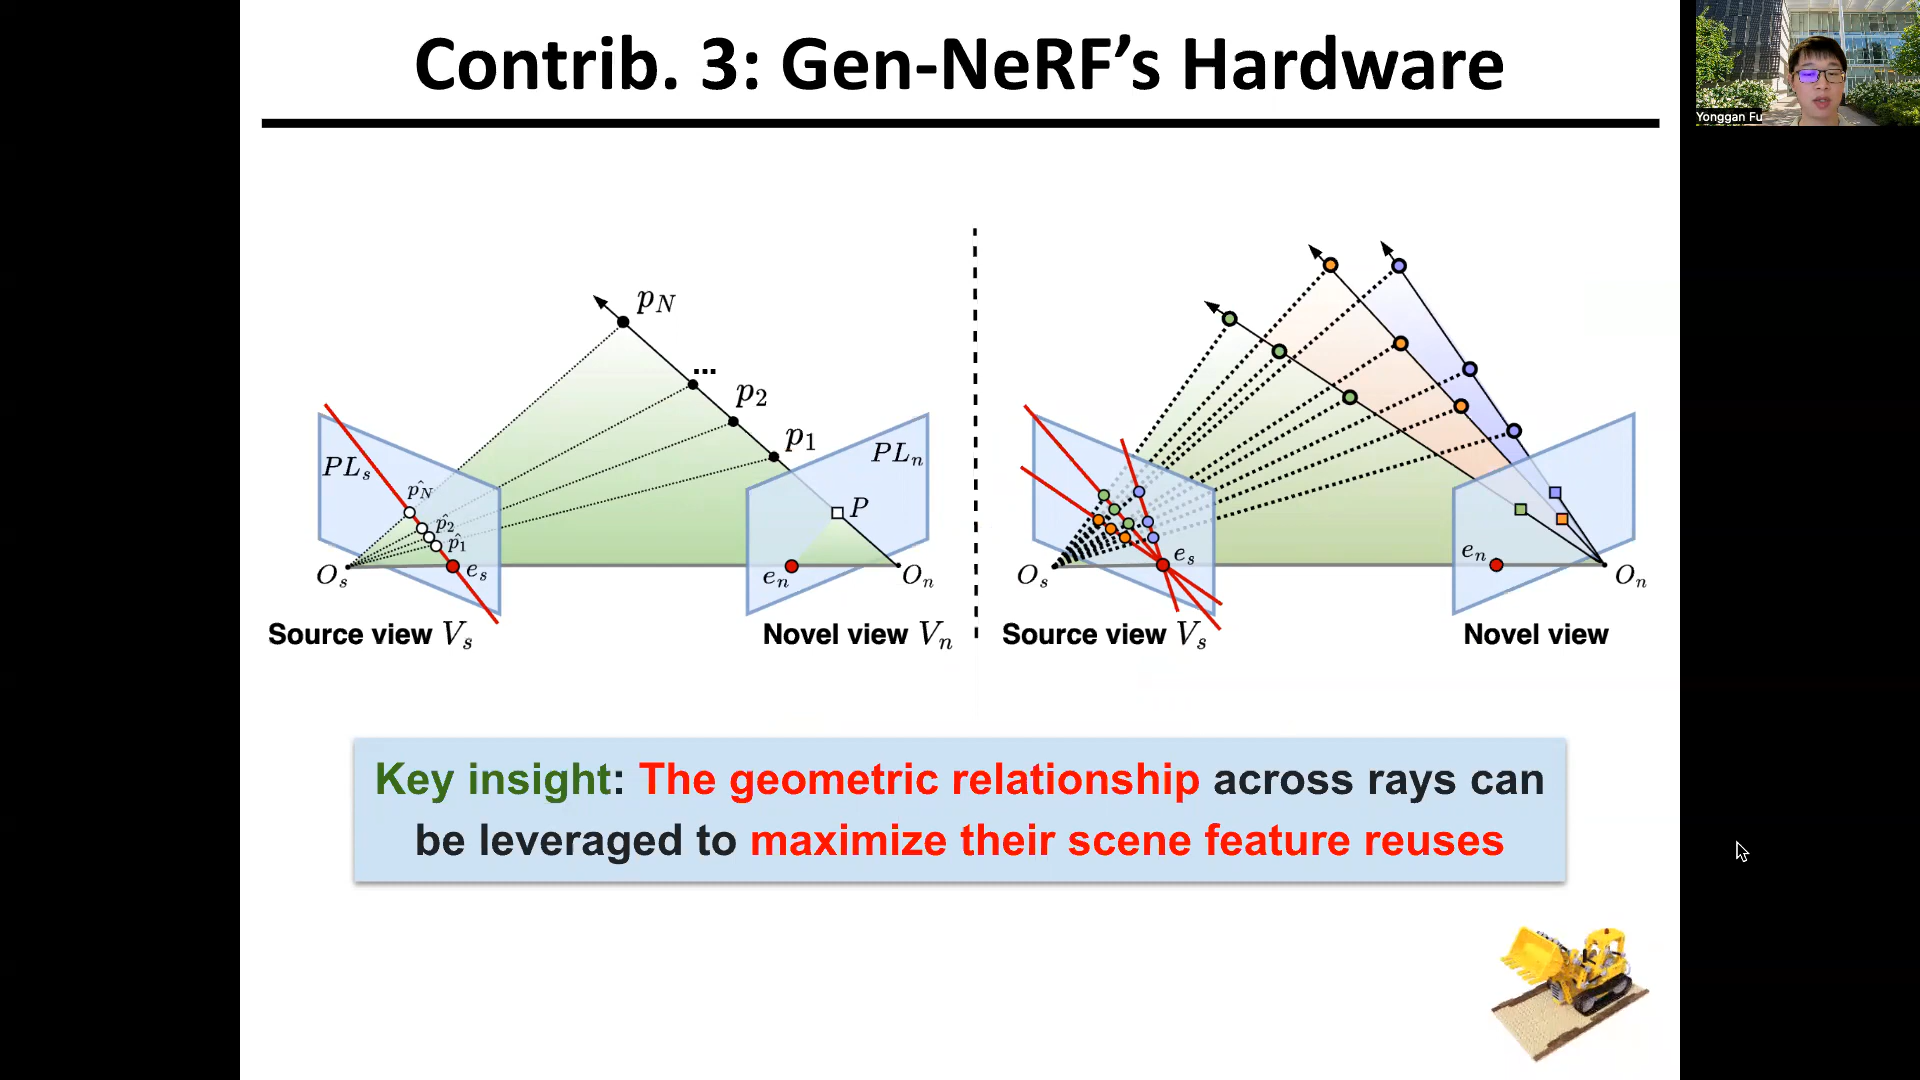 Contrib. 3: Gen-NeRF's Hardware
Yonggan Fu
p_N
...
p_2
p_1
PL_s
PL_n
p̂_N
p̂_2
p̂_1
P
O_s
e_s
e_n
O_n
Source view V_s
Novel view V_n
O_s
e_s
e_n
O_n
Source view V_s
Novel view
Key insight: The geometric relationship across rays can
be leveraged to maximize their scene feature reuses